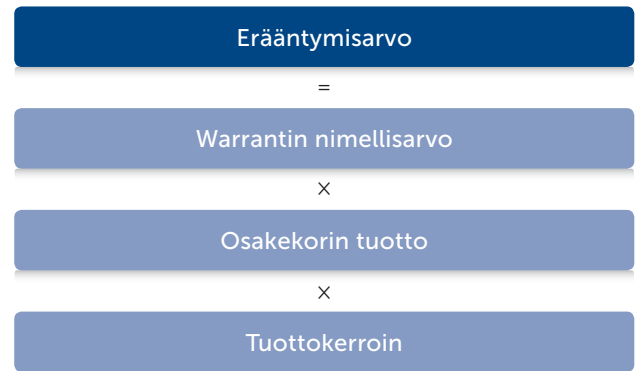 Erääntymisarvo
=
Warrantin nimellisarvo
×
Osakekorin tuotto
×
Tuottokerroin